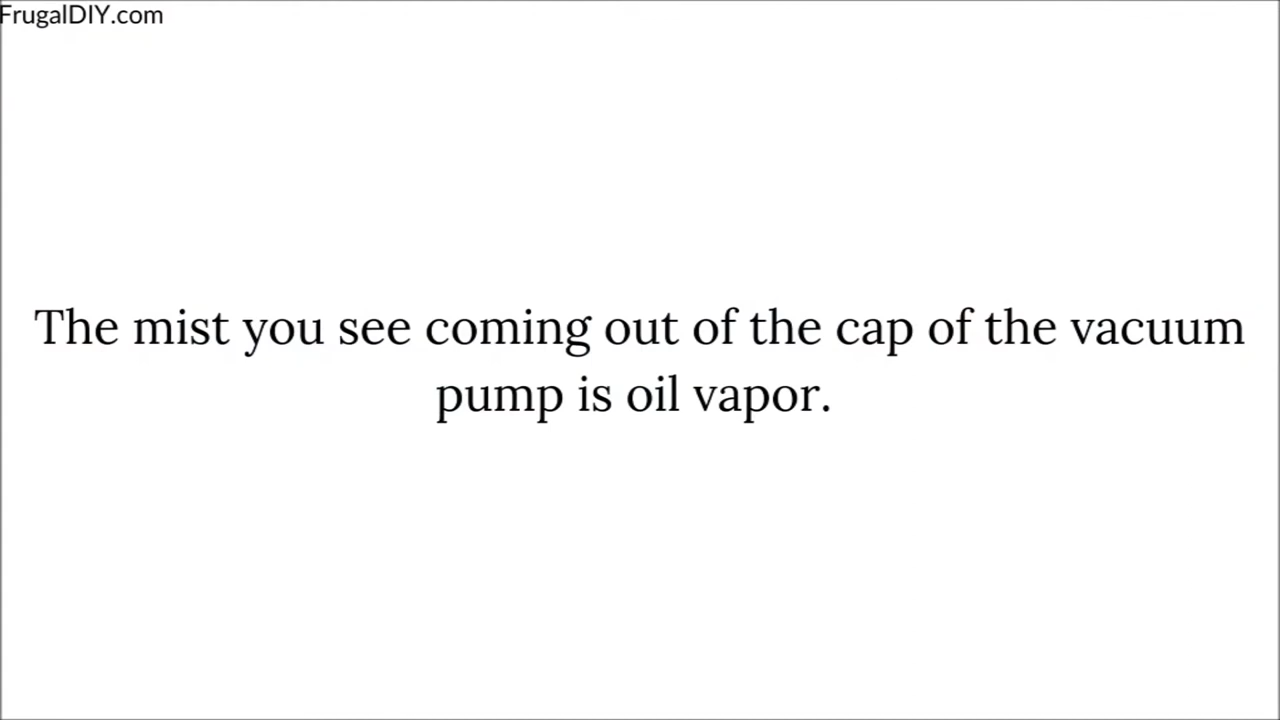 FrugalDIY.com
The mist you see coming out of the cap of the vacuum
pump is oil vapor.